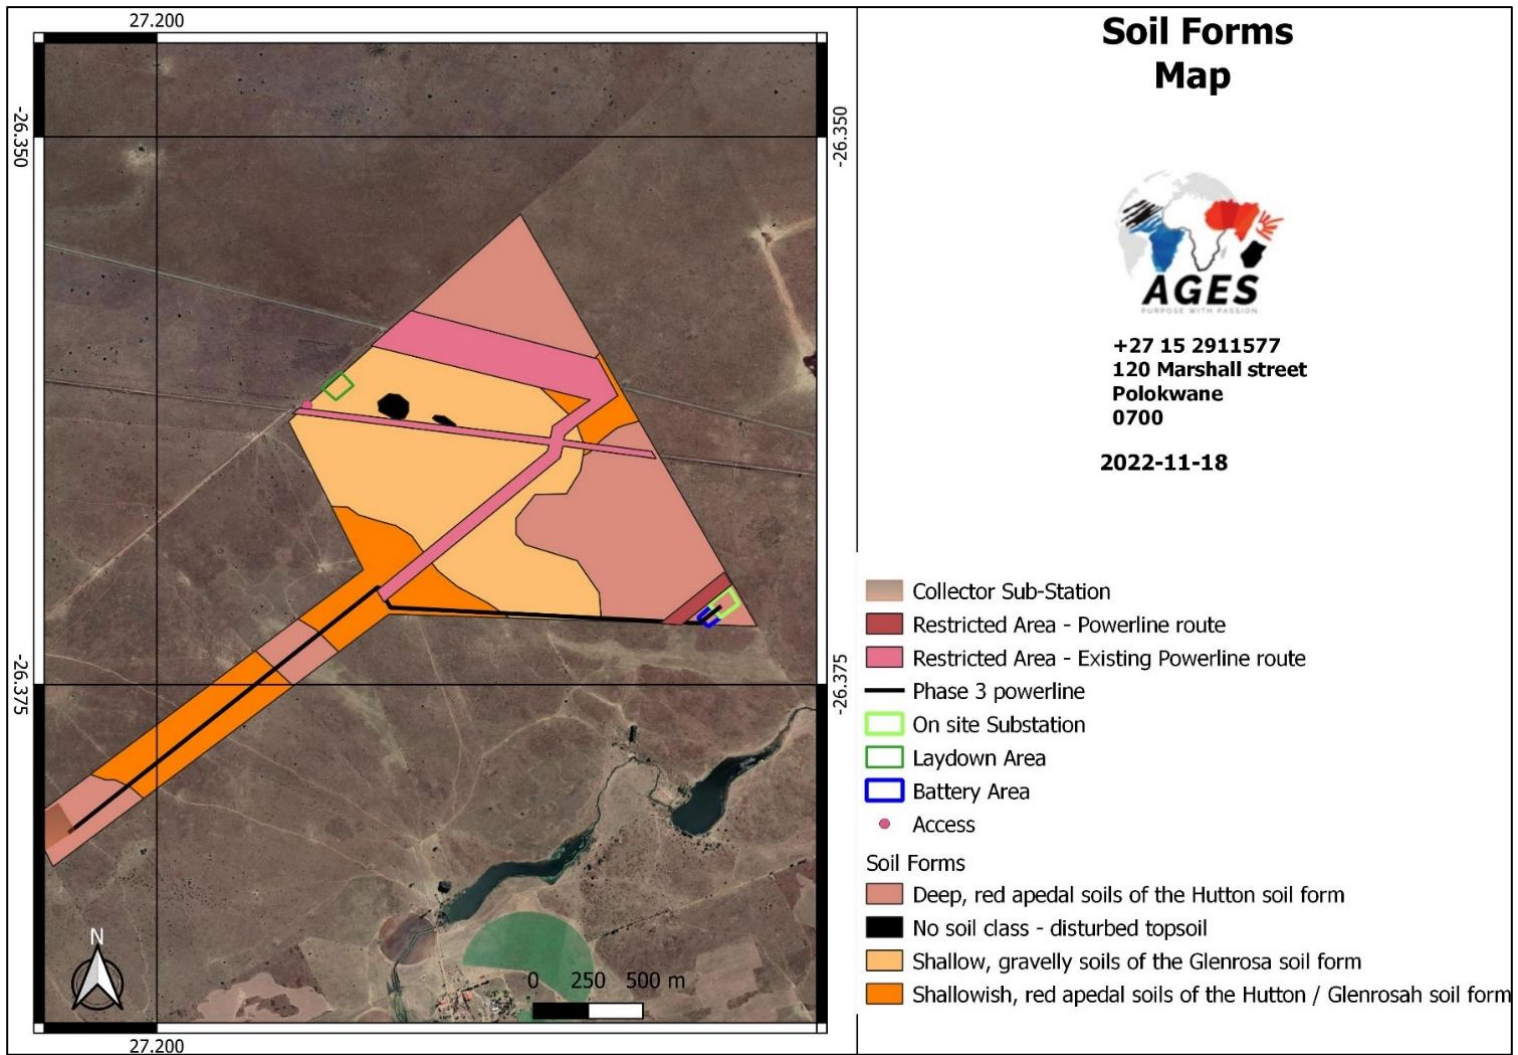 27.200
-26.350
-26.350
-26.375
-26.375
N
0 250 500 m
27.200
Soil Forms
Map
AGES
PURPOSE WITH PASSION
+27 15 2911577
120 Marshall street
Polokwane
0700
2022-11-18
Collector Sub-Station
Restricted Area - Powerline route
Restricted Area - Existing Powerline route
Phase 3 powerline
On site Substation
Laydown Area
Battery Area
Access
Soil Forms
Deep, red apedal soils of the Hutton soil form
No soil class - disturbed topsoil
Shallow, gravelly soils of the Glenrosa soil form
Shallowish, red apedal soils of the Hutton / Glenrosah soil form